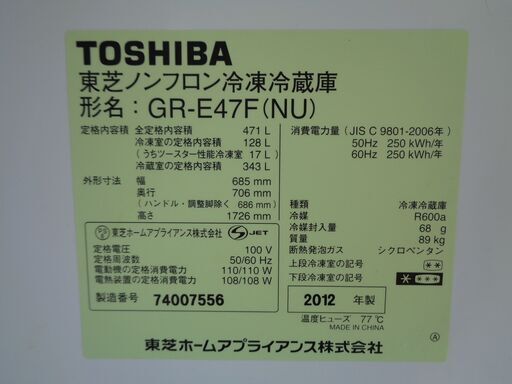 TOSHIBA
東芝ノンフロン冷凍冷蔵庫
形名：GR-E47F(NU)
定格内容積 全定格内容積 471 L
冷凍室の定格内容積 128 L
(うちツースター性能冷凍室 17 L)
冷蔵室の定格内容積 343 L
外形寸法 幅 685 mm
奥行 706 mm
(ハンドル・調整脚除く 686 mm)
高さ 1726 mm
消費電力量 (JIS C 9801-2006年)
50Hz 250 kWh/年
60Hz 250 kWh/年
種類 冷凍冷蔵庫
冷媒 R600a
冷媒封入量 68 g
質量 89 kg
断熱発泡ガス シクロペンタン
上段冷凍室の記号 **
下段冷凍室の記号 * ***
PS E 東芝ホームアプライアンス株式会社 S JET
定格電圧 100 V
定格周波数 50/60 Hz
電動機の定格消費電力 110/110 W
電熱装置の定格消費電力 108/108 W
製造番号 74007556
2012 年製
温度ヒューズ 77℃
MADE IN CHINA
東芝ホームアプライアンス株式会社
Ⓐ